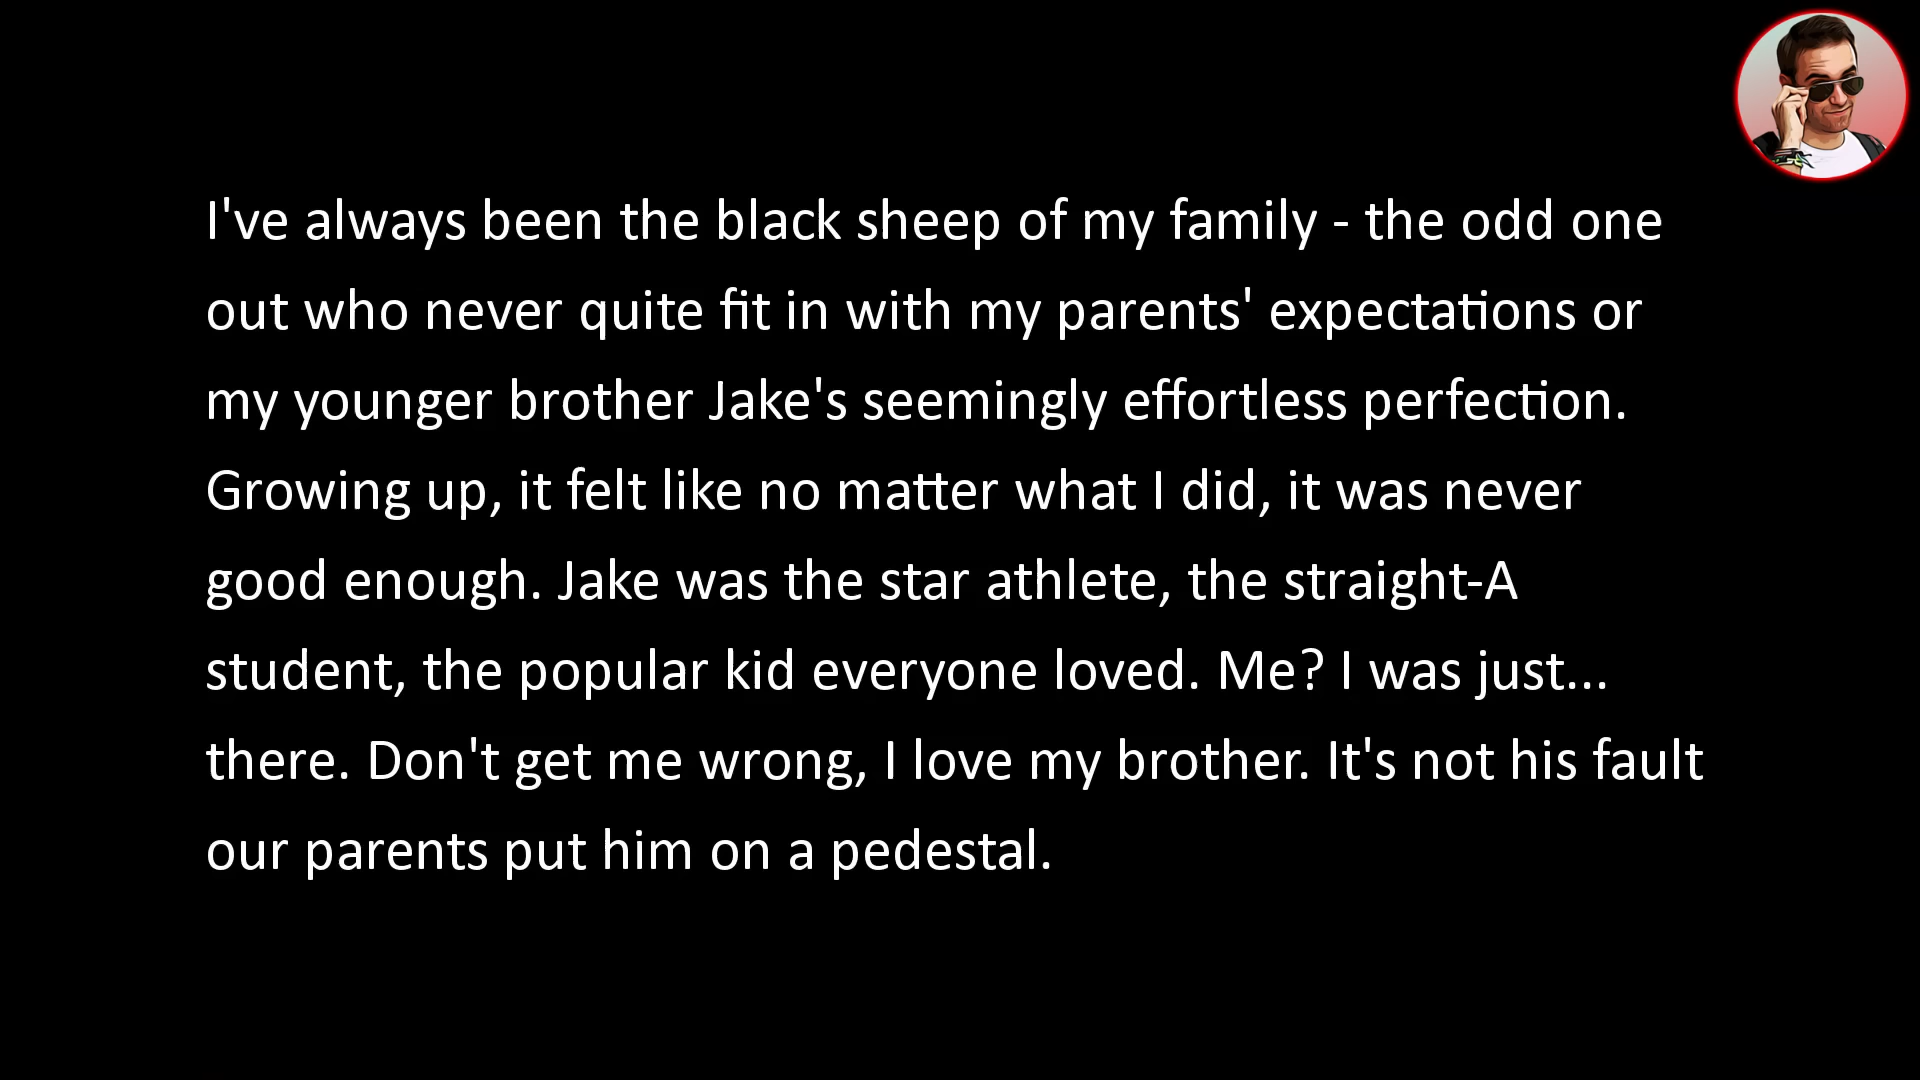 I've always been the black sheep of my family - the odd one
out who never quite fit in with my parents' expectations or
my younger brother Jake's seemingly effortless perfection.
Growing up, it felt like no matter what I did, it was never
good enough. Jake was the star athlete, the straight-A
student, the popular kid everyone loved. Me? I was just...
there. Don't get me wrong, I love my brother. It's not his fault
our parents put him on a pedestal.